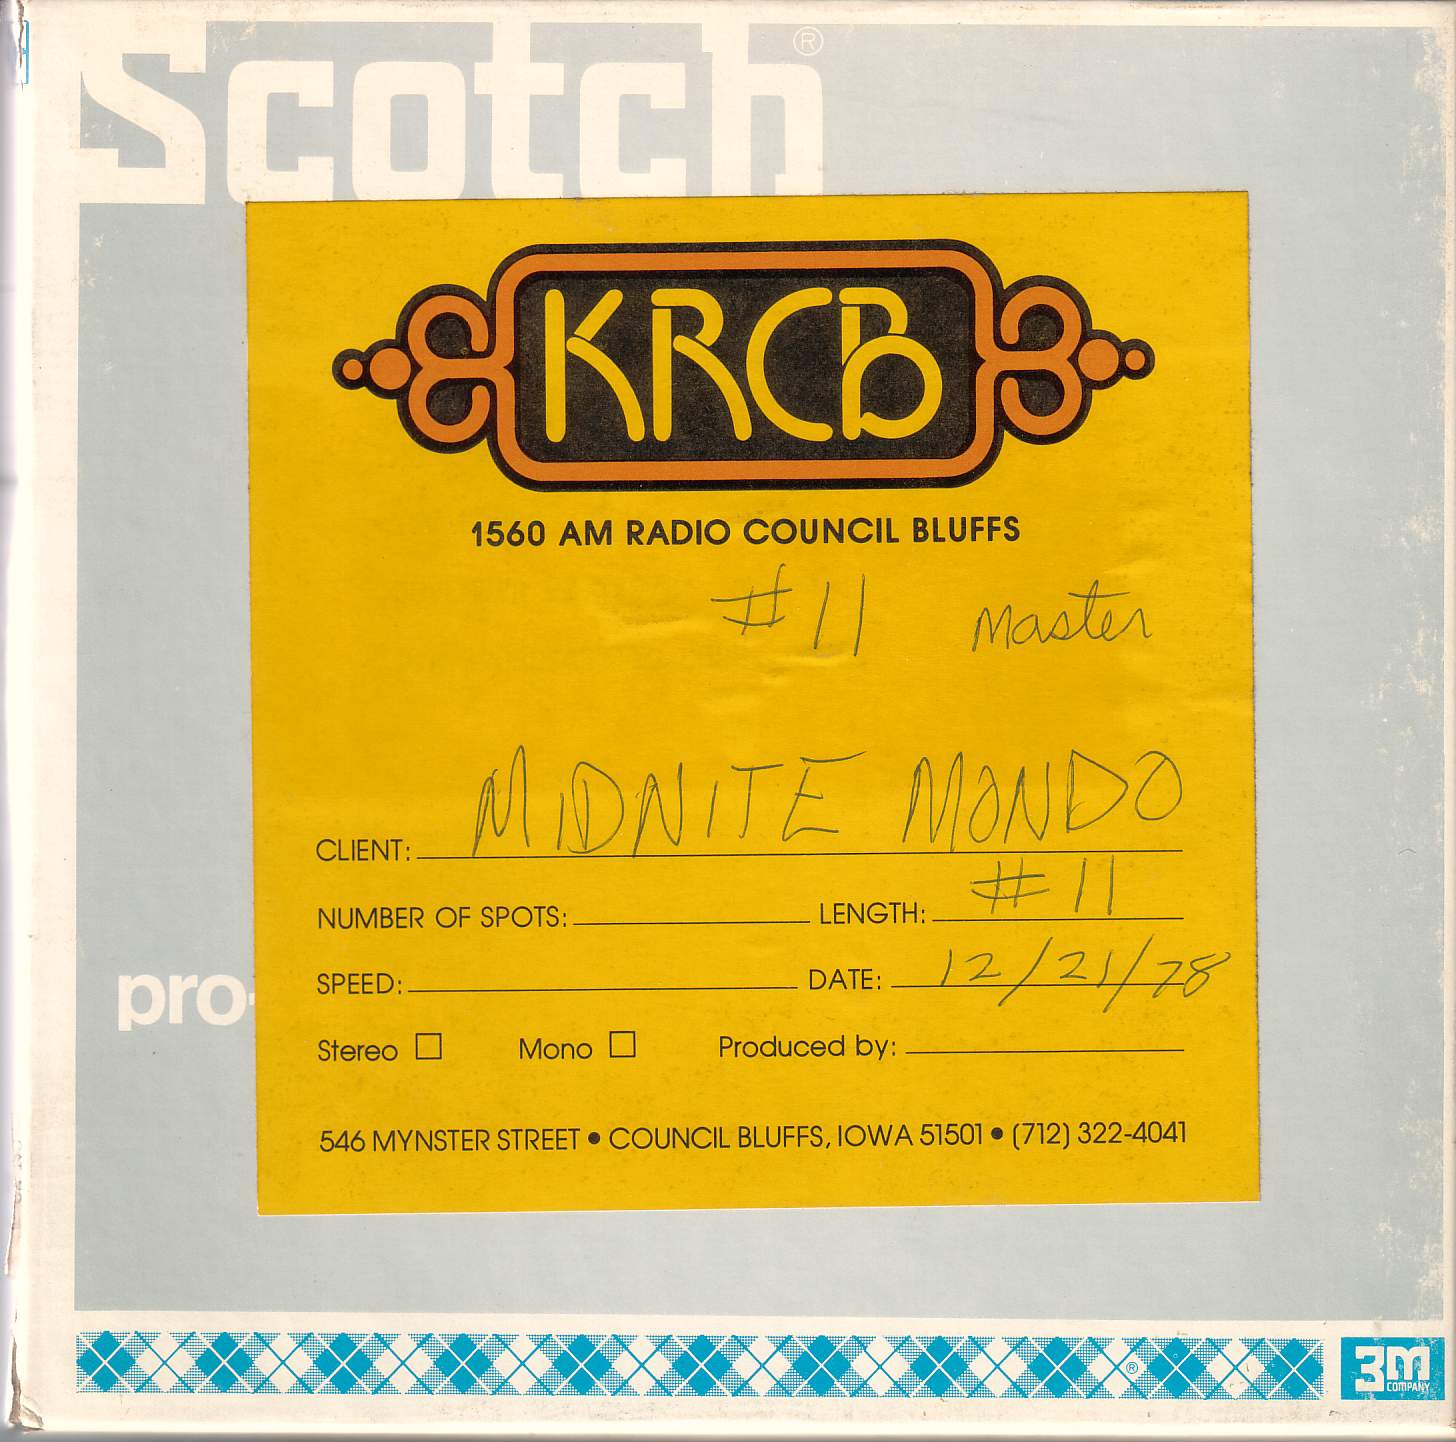 Scotch®
KRCB
1560 AM RADIO COUNCIL BLUFFS
#11 Master
CLIENT: MIDNITE MONDO
NUMBER OF SPOTS: LENGTH: #11
SPEED: DATE: 12/21/78
pro-
Stereo Mono Produced by:
546 MYNSTER STREET • COUNCIL BLUFFS, IOWA 51501 • (712) 322-4041
®
3M
COMPANY